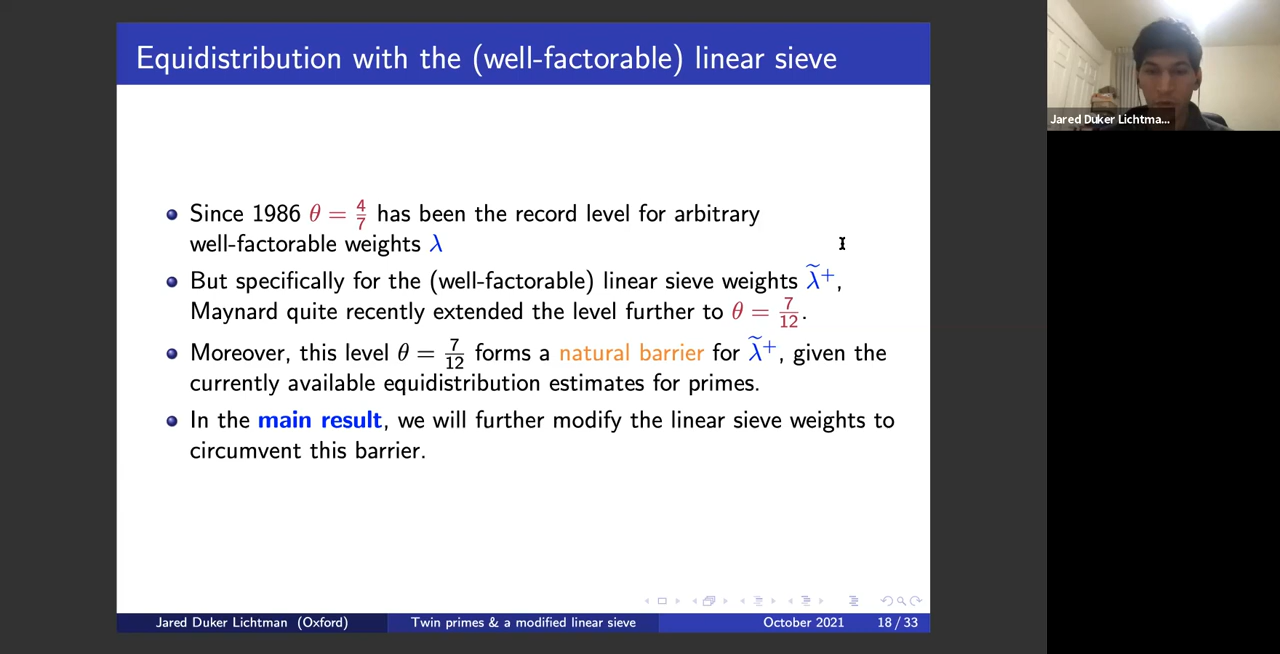 Equidistribution with the (well-factorable) linear sieve
Jared Duker Lichtma...
Since 1986 θ = 4/7 has been the record level for arbitrary
well-factorable weights λ
But specifically for the (well-factorable) linear sieve weights λ̃⁺,
Maynard quite recently extended the level further to θ = 7/12.
Moreover, this level θ = 7/12 forms a natural barrier for λ̃⁺, given the
currently available equidistribution estimates for primes.
In the main result, we will further modify the linear sieve weights to
circumvent this barrier.
Jared Duker Lichtman (Oxford)
Twin primes & a modified linear sieve
October 2021
18 / 33